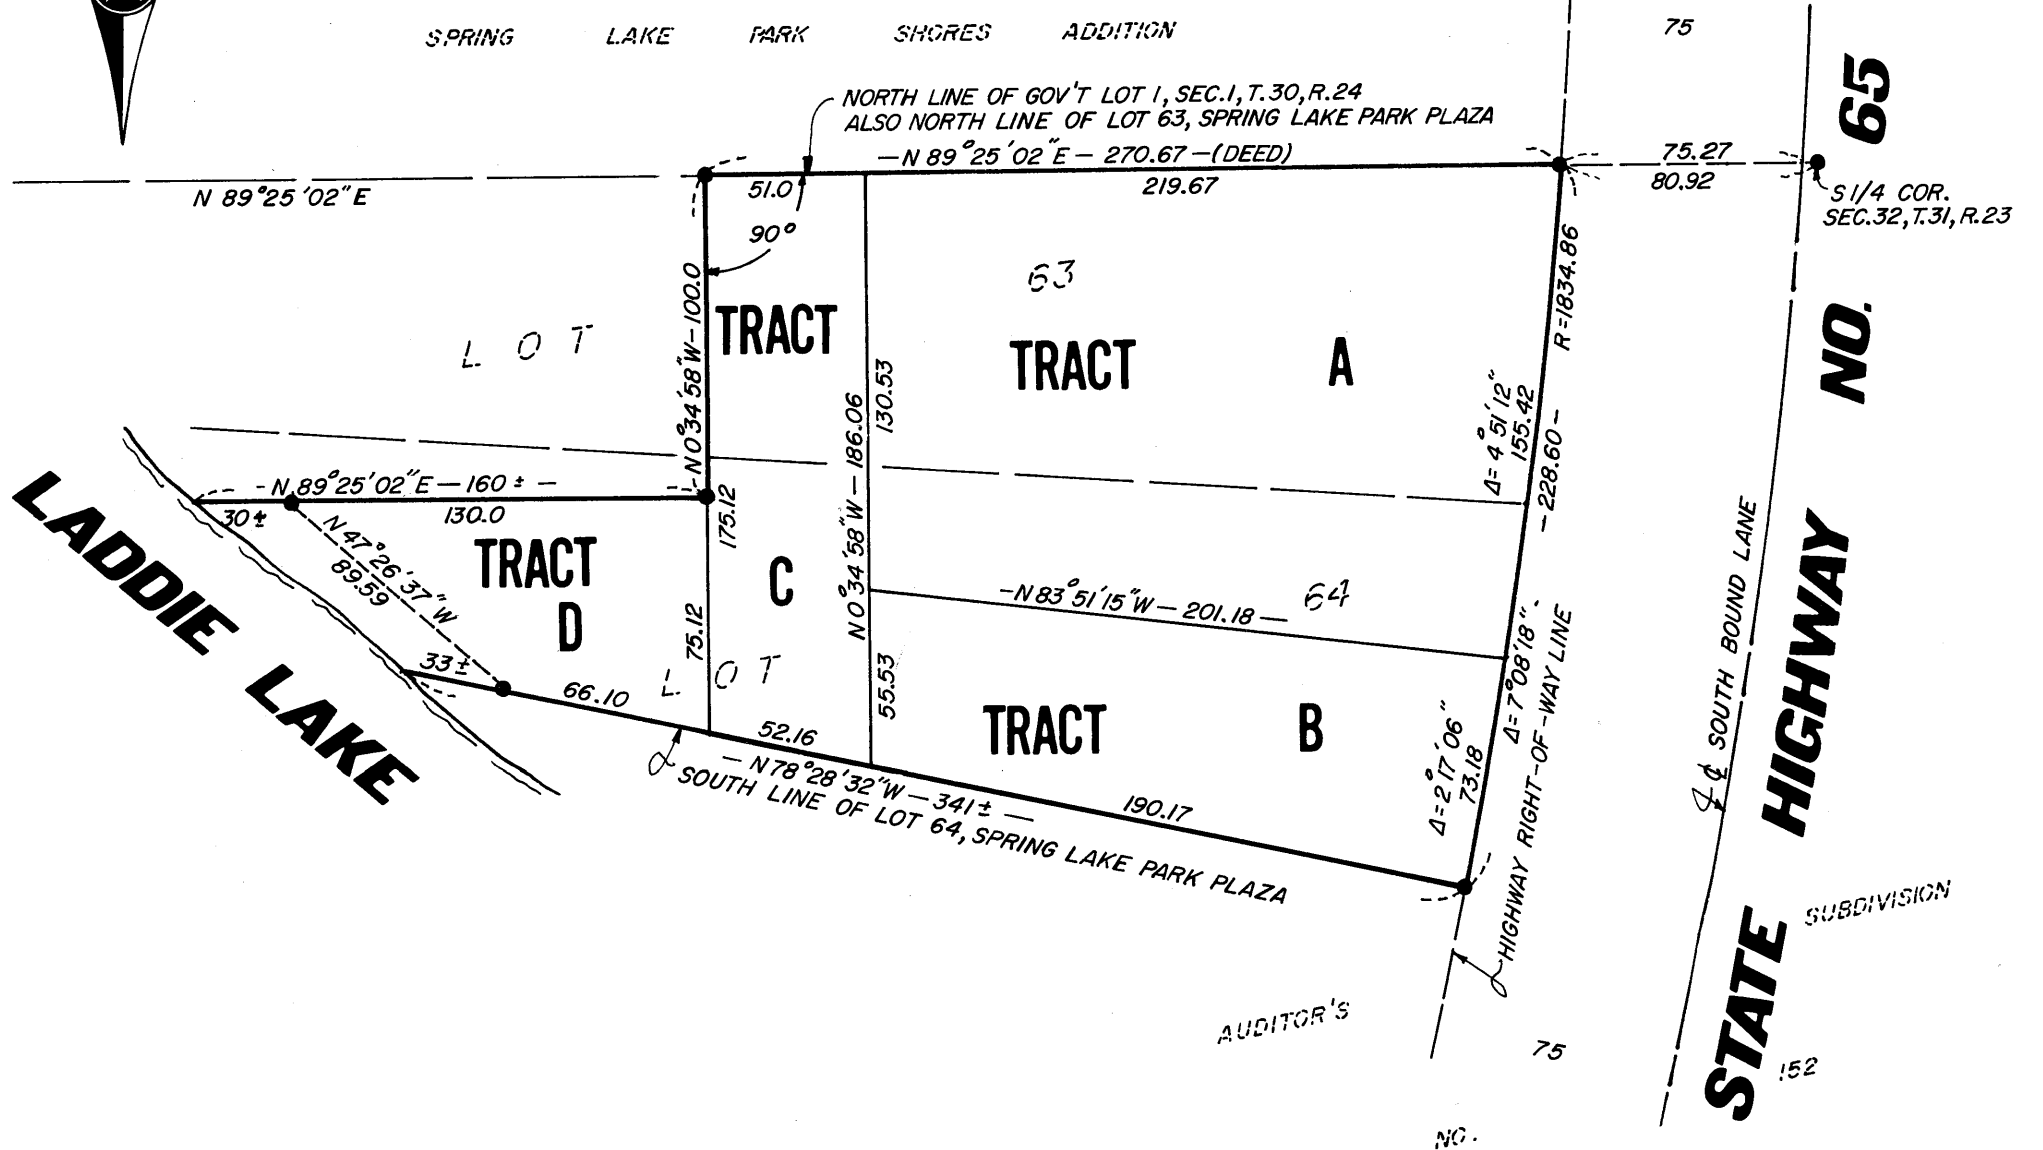 SPRING LAKE PARK SHORES ADDITION
75
NORTH LINE OF GOV'T LOT 1, SEC.1, T.30, R.24
ALSO NORTH LINE OF LOT 63, SPRING LAKE PARK PLAZA
—N 89°25'02"E — 270.67 —(DEED)
75.27
N 89°25'02"E
51.0
219.67
80.92
S 1/4 COR.
SEC.32, T.31, R.23
90°
63
R=1834.86
N 0°34'58"W—100.0
TRACT
TRACT A
LOT
130.53
N 0°34'58"W — 186.06
Δ= 4°51'12"
155.42
—228.60—
-N 89°25'02"E — 160 ± —
30±
130.0
175.12
N 47°26'37"W
89.59
TRACT
D
C
—N 83°51'15"W — 201.18 —
64
75.12
33±
66.10
LOT
55.53
52.16
TRACT B
Δ= 7°08'18"
Δ= 2°17'06"
73.18
— N 78°28'32"W — 341 ± —
SOUTH LINE OF LOT 64, SPRING LAKE PARK PLAZA
190.17
HIGHWAY RIGHT-OF-WAY LINE
℄ SOUTH BOUND LANE
LADDIE LAKE
STATE HIGHWAY NO. 65
AUDITOR'S SUBDIVISION
75
NO. 152